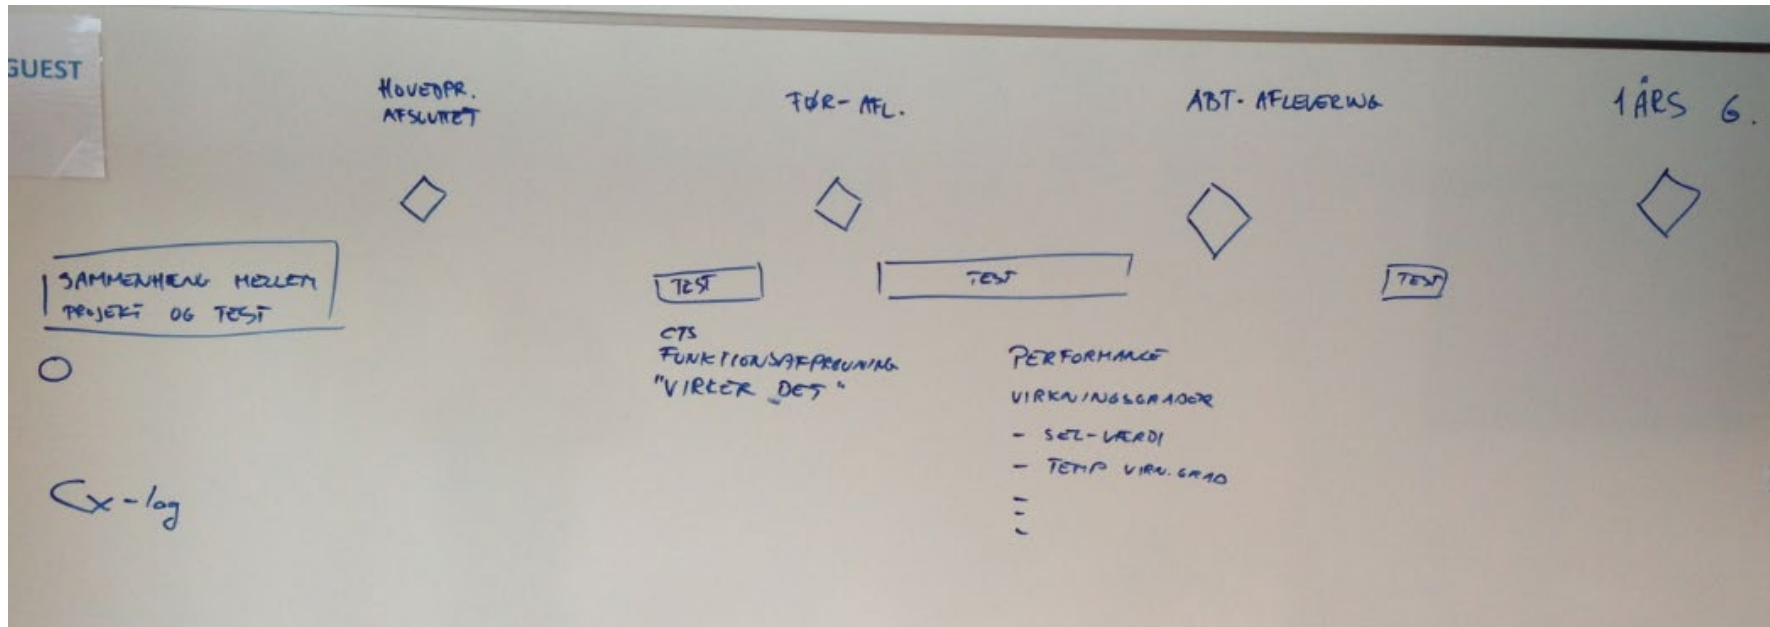 GUEST
HOVEDPR.
AFSLUTTET
FØR-AFL.
ABT-AFLEVERING
1 ÅRS G.
SAMMENHÆNG MELLEM
PROJEKT OG TEST
TEST
TEST
TEST
CTS
FUNKTIONSAFPRØVNING
"VIRKER DET"
PERFORMANCE
VIRKNINGSGRADER
- SEL-VÆRDI
- TEMP VIRN.GRAD
-
-
-
Cx-log